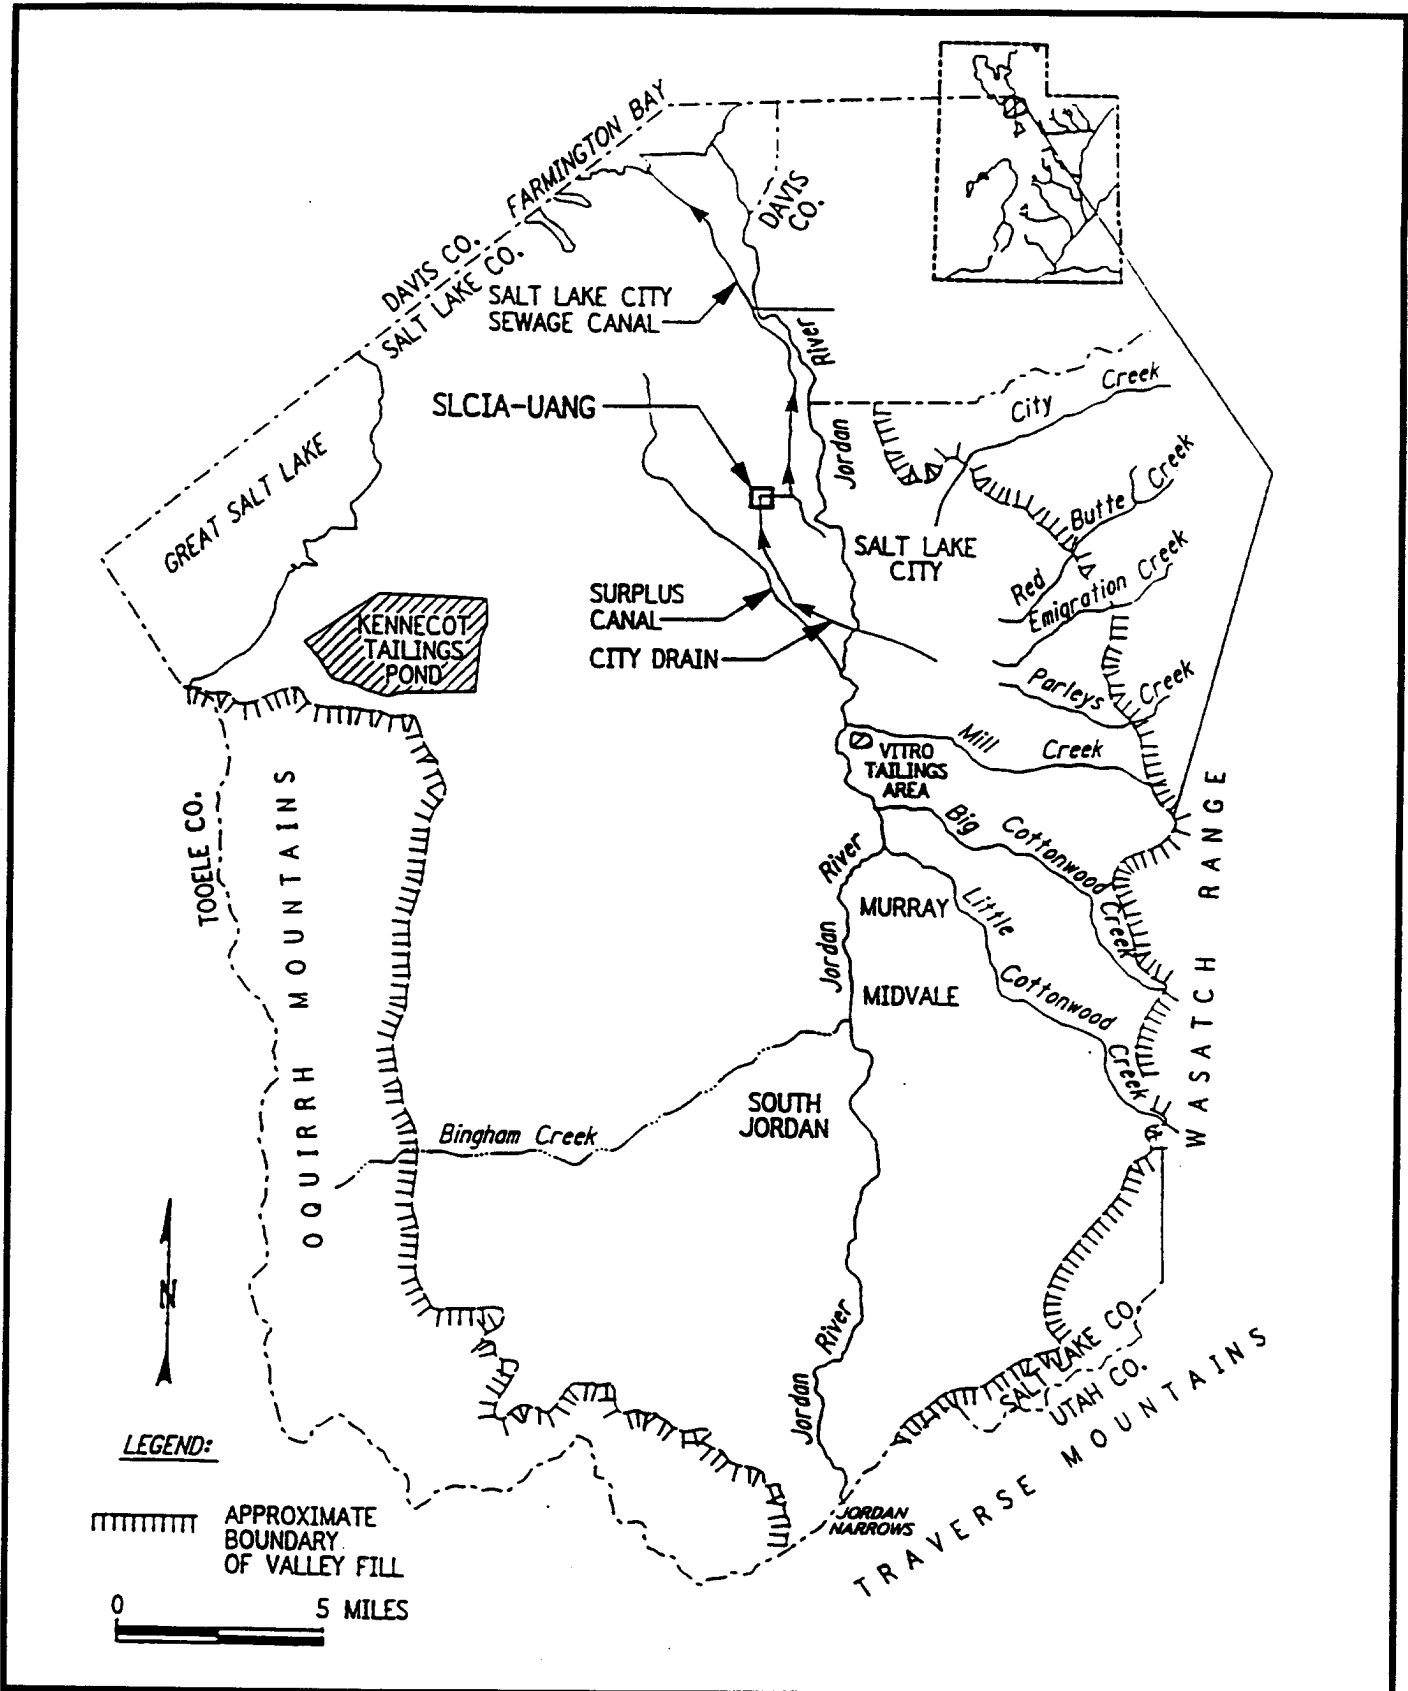 FARMINGTON BAY
DAVIS CO.
SALT LAKE CO.
DAVIS
CO.
SALT LAKE CITY
SEWAGE CANAL
River
Jordan
SLCIA-UANG
City Creek
GREAT SALT LAKE
Red Butte Creek
SALT LAKE
CITY
Emigration Creek
SURPLUS
CANAL
CITY DRAIN
KENNECOT
TAILINGS
POND
Parleys Creek
Mill Creek
VITRO
TAILINGS
AREA
Big Cottonwood Creek
TOOELE CO.
OQUIRRH MOUNTAINS
WASATCH RANGE
River
Jordan
MURRAY
Little Cottonwood Creek
MIDVALE
SOUTH
JORDAN
Bingham Creek
N
River
Jordan
SALT LAKE CO.
UTAH CO.
TRAVERSE MOUNTAINS
JORDAN
NARROWS
LEGEND:
APPROXIMATE
BOUNDARY
OF VALLEY FILL
0 5 MILES